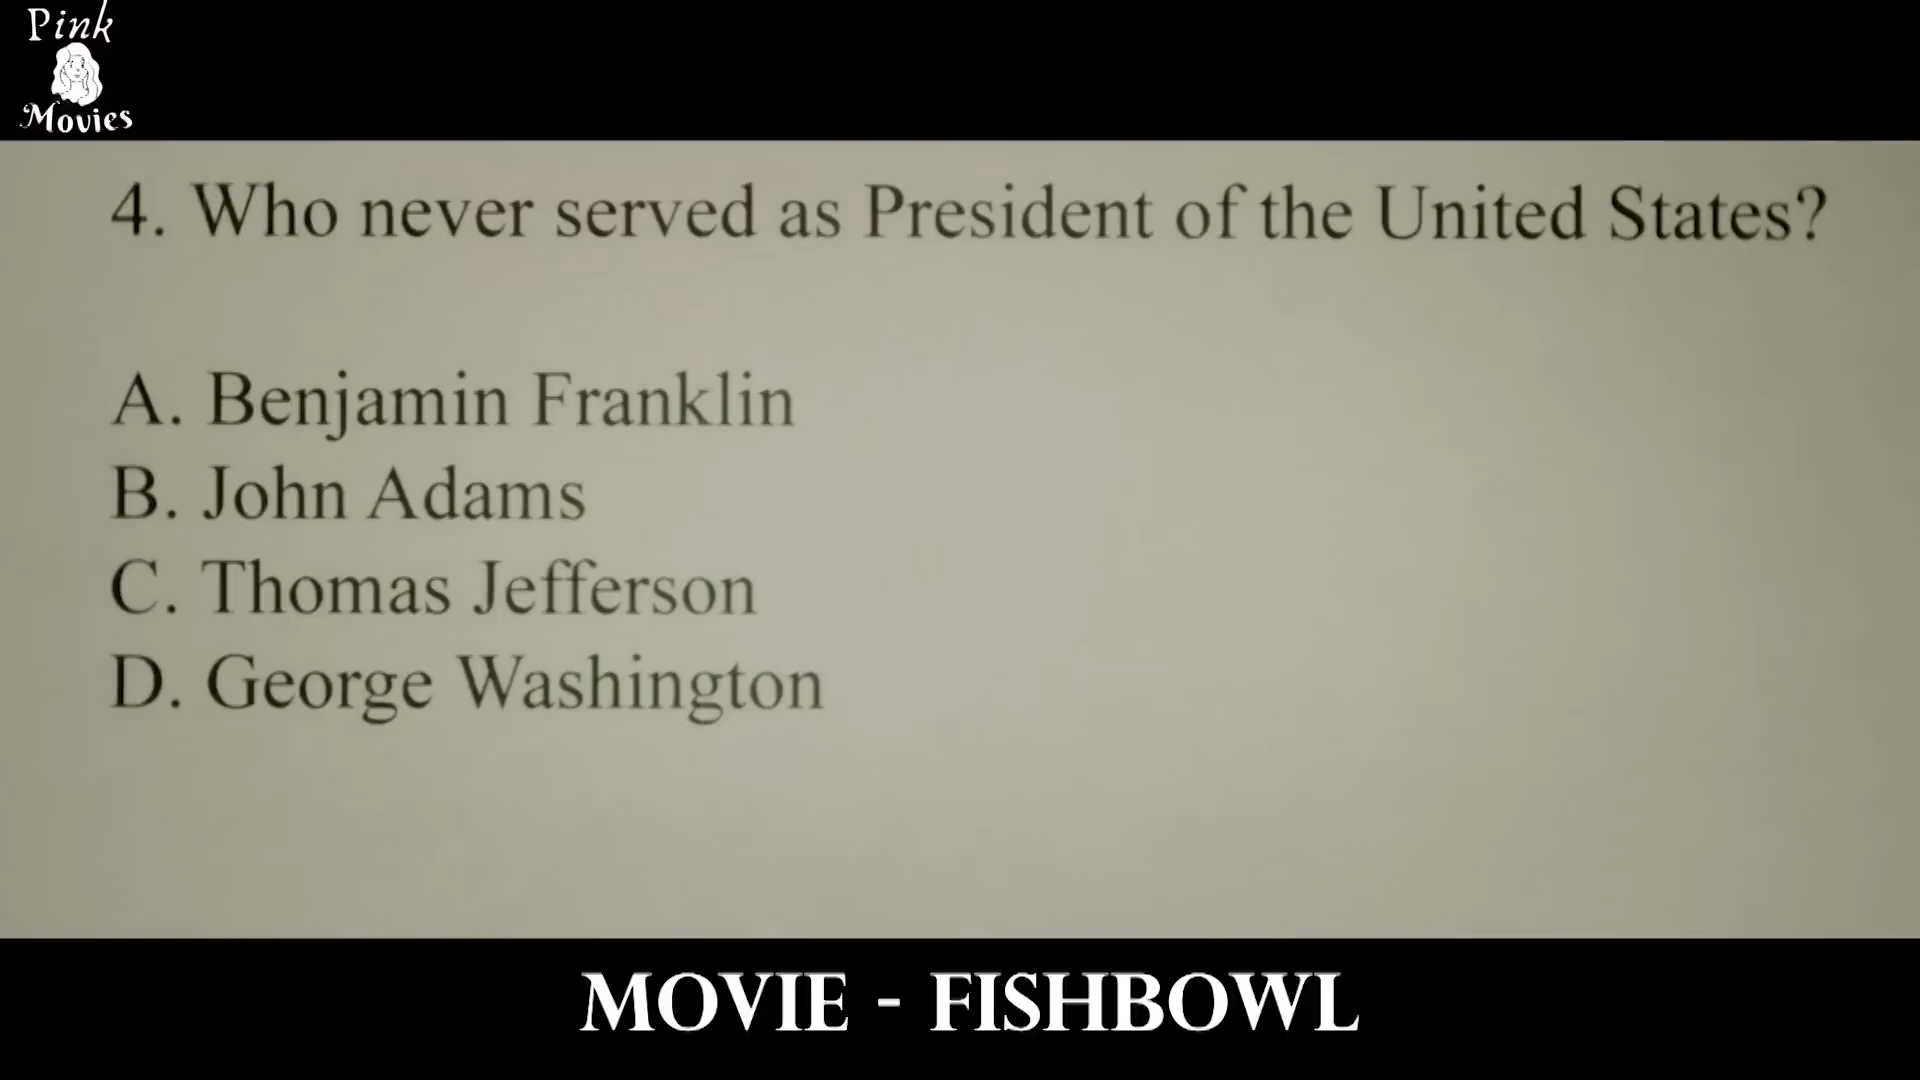 Pink
Movies
4. Who never served as President of the United States?
A. Benjamin Franklin
B. John Adams
C. Thomas Jefferson
D. George Washington
MOVIE - FISHBOWL